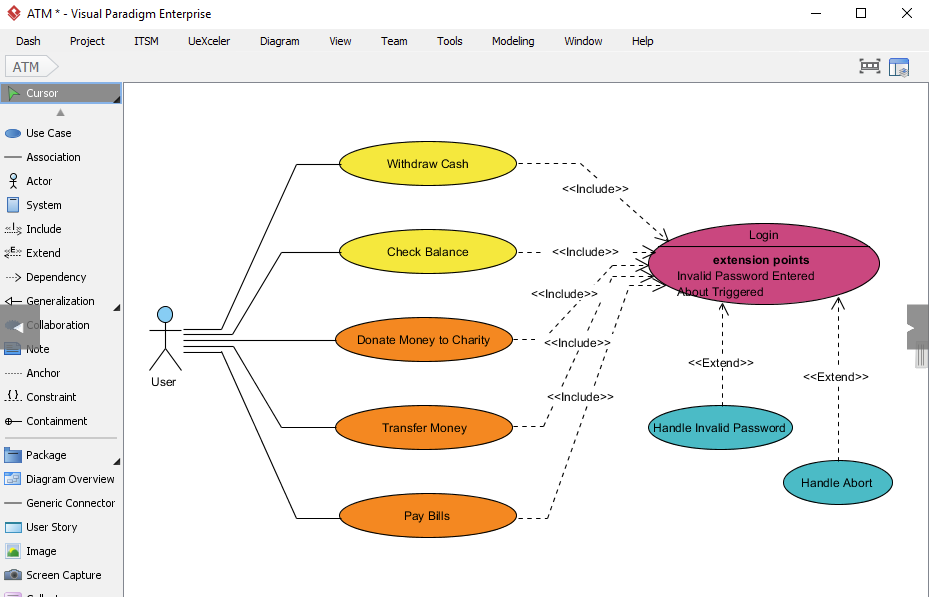 ATM * - Visual Paradigm Enterprise
Dash Project ITSM UeXceler Diagram View Team Tools Modeling Window Help
ATM
Cursor
Use Case
Association
Actor
System
Include
Extend
Dependency
Generalization
Collaboration
Note
Anchor
Constraint
Containment
Package
Diagram Overview
Generic Connector
User Story
Image
Screen Capture
User
Withdraw Cash
Check Balance
Donate Money to Charity
Transfer Money
Pay Bills
<<Include>>
<<Include>>
<<Include>>
<<Include>>
<<Include>>
Login
extension points
Invalid Password Entered
About Triggered
<<Extend>>
<<Extend>>
Handle Invalid Password
Handle Abort